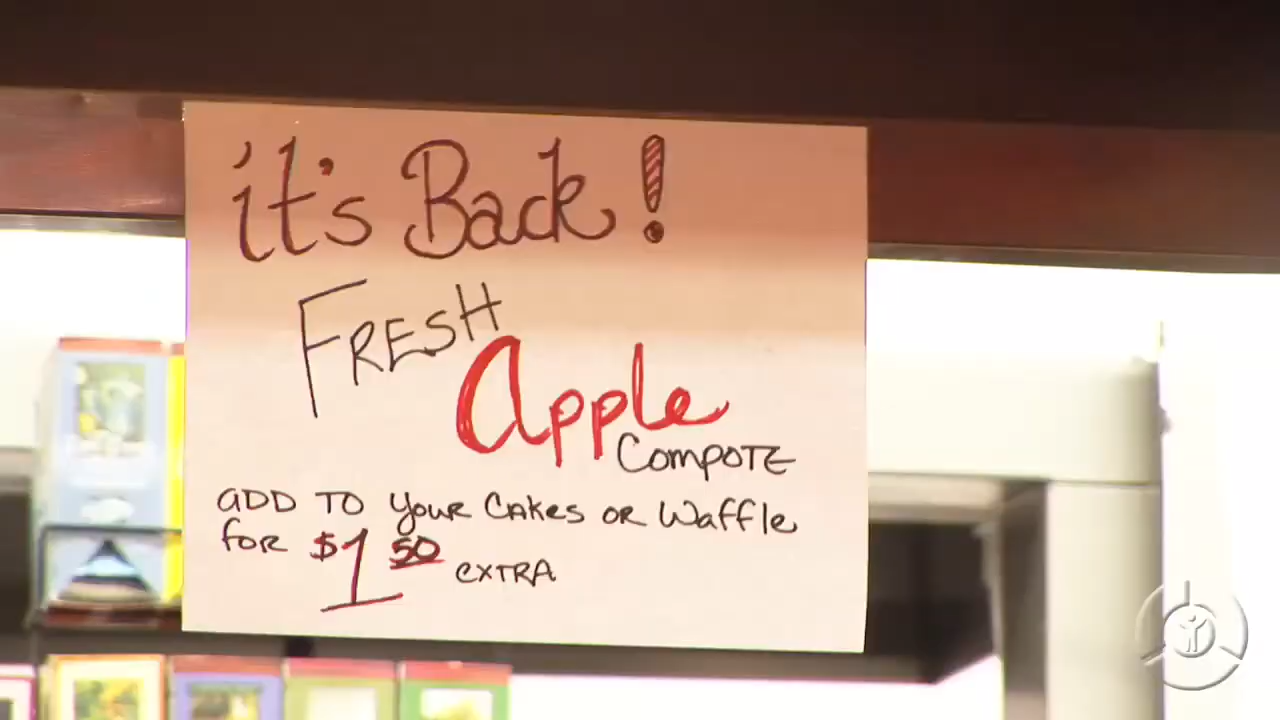 it's Back!
FRESH
Apple
COMPOTE
ADD TO YOUR CAKES OR WAFFLE
FOR $1 50 EXTRA